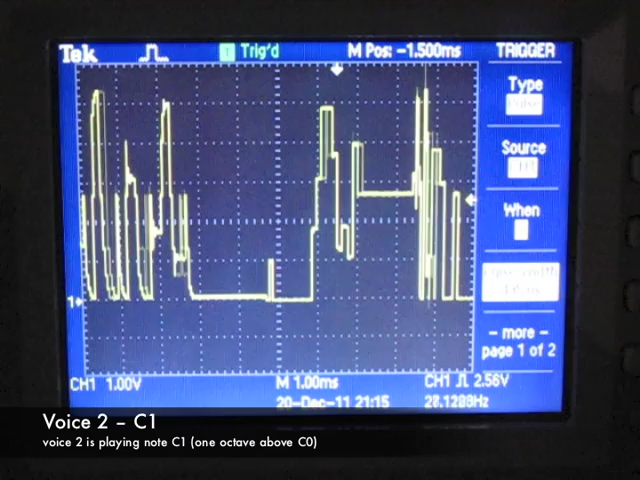 Tek Trig'd M Pos: -1.500ms TRIGGER
Type
Source
When
- more -
page 1 of 2
1
CH1 1.00V M 1.00ms CH1 2.56V
20-Dec-11 21:15
Voice 2 – C1
voice 2 is playing note C1 (one octave above C0)